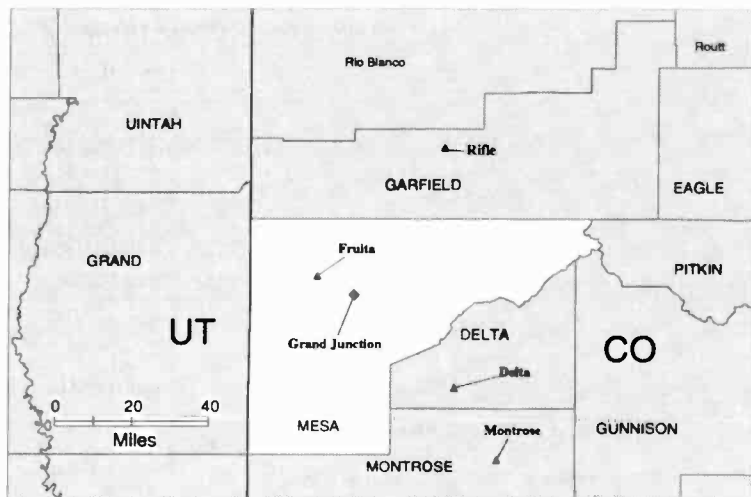 Routt
Rio Blanco
UINTAH
Rifle
GARFIELD
EAGLE
Fruita
GRAND
PITKIN
UT
DELTA
Grand Junction
CO
Delta
0 20 40
Miles
MESA
Montrose
GUNNISON
MONTROSE